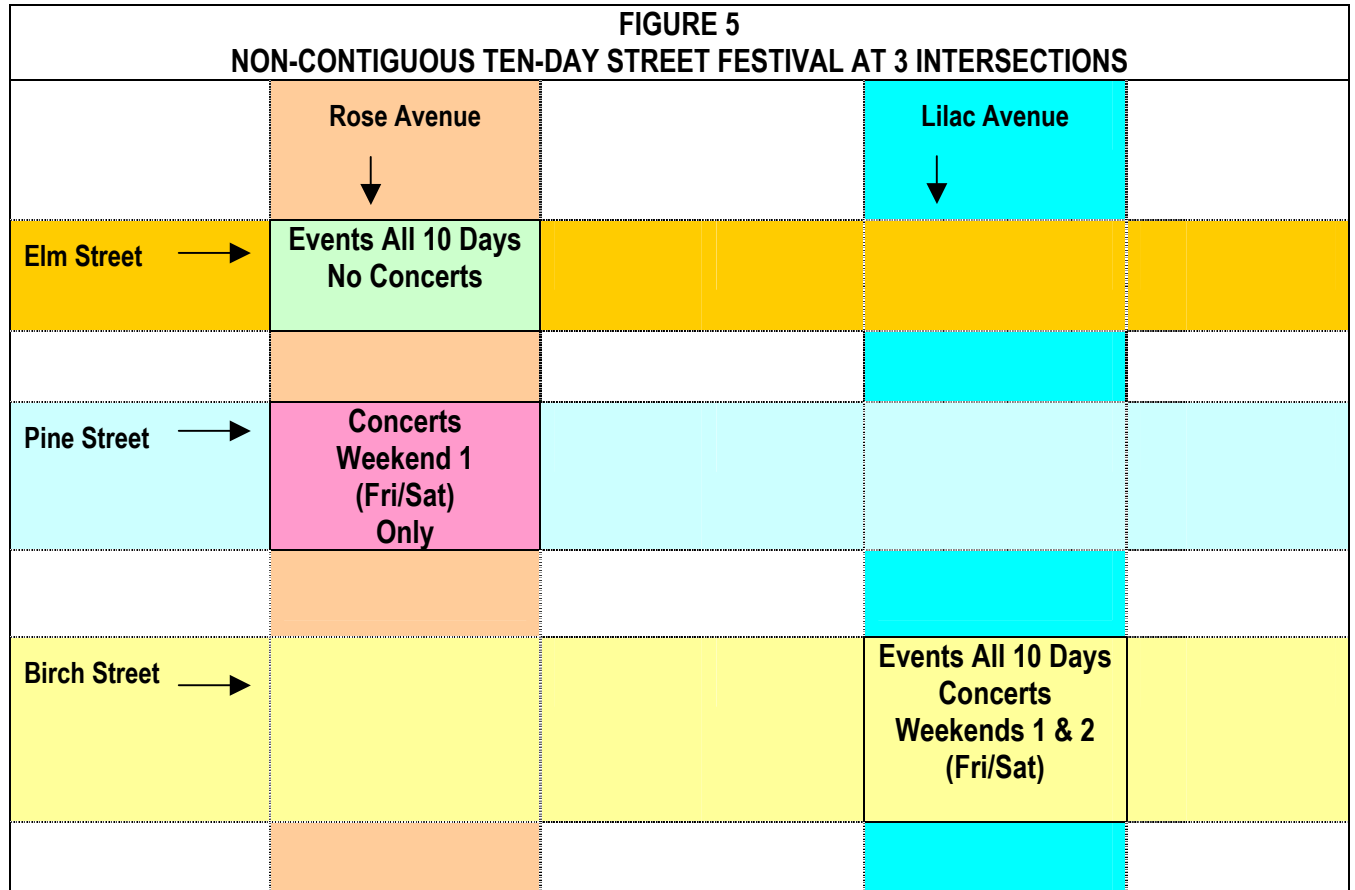 FIGURE 5
NON-CONTIGUOUS TEN-DAY STREET FESTIVAL AT 3 INTERSECTIONS
Rose Avenue
Lilac Avenue
Elm Street
Events All 10 Days
No Concerts
Pine Street
Concerts
Weekend 1
(Fri/Sat)
Only
Birch Street
Events All 10 Days
Concerts
Weekends 1 & 2
(Fri/Sat)